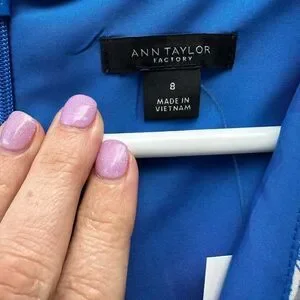 ANN TAYLOR
FACTORY
8
MADE IN
VIETNAM